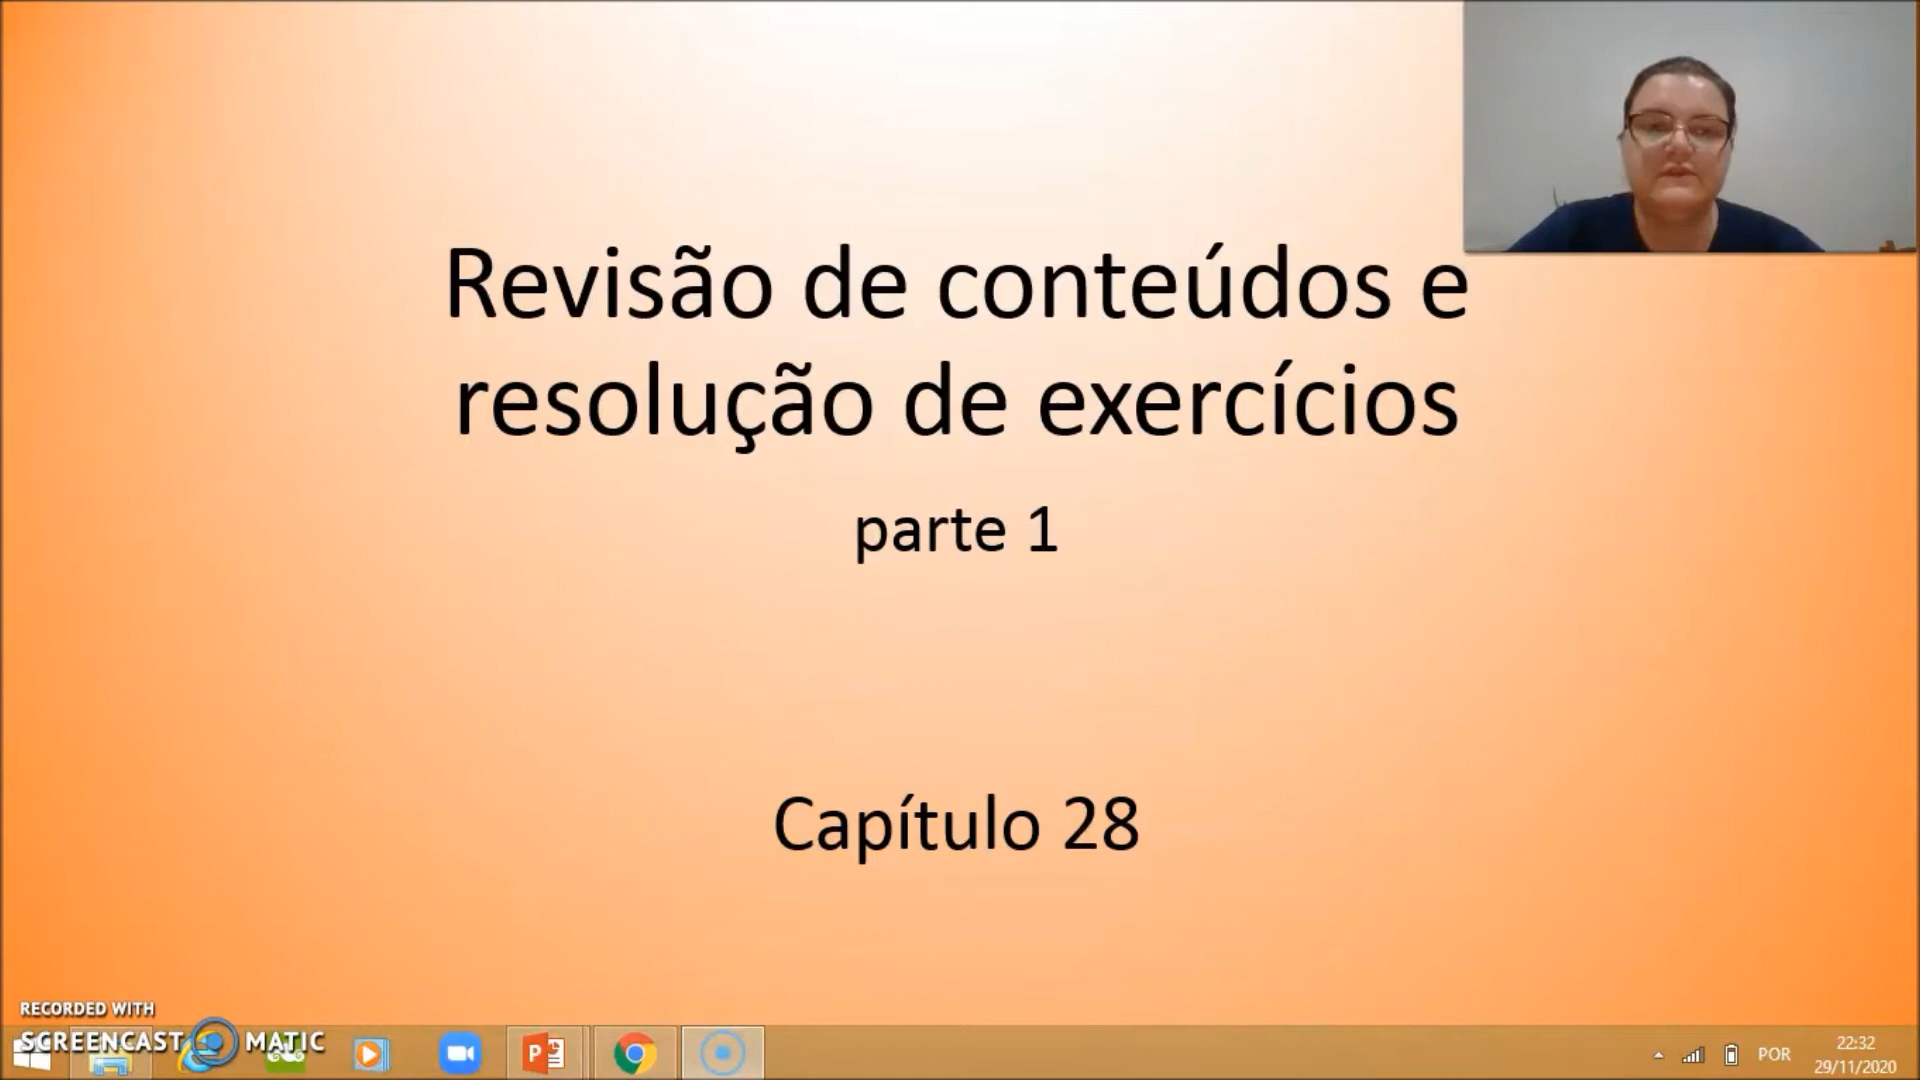 Revisão de conteúdos e
resolução de exercícios
parte 1
Capítulo 28
RECORDED WITH
SCREENCAST MATIC
POR
22:32
29/11/2020